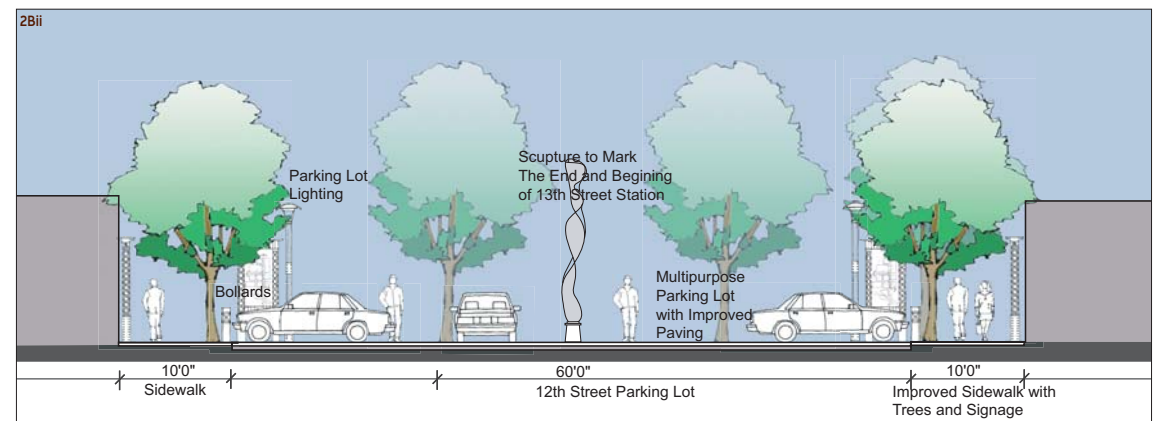 2Bii
Scupture to Mark
The End and Begining
of 13th Street Station
Parking Lot
Lighting
Bollards
Multipurpose
Parking Lot
with Improved
Paving
10'0"
60'0"
10'0"
Sidewalk
12th Street Parking Lot
Improved Sidewalk with
Trees and Signage